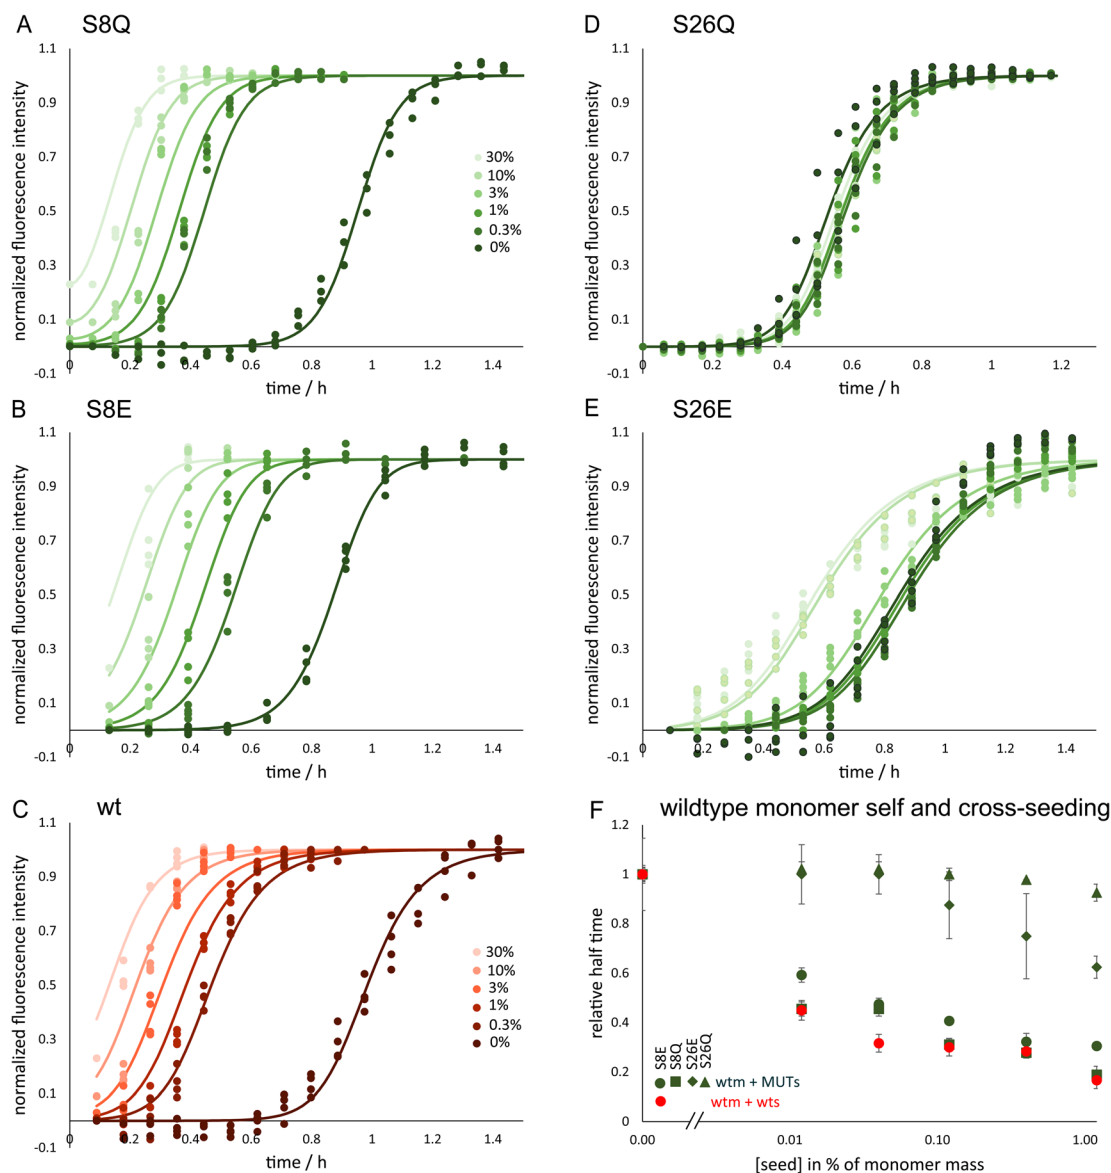 A S8Q
1.1
0.9
0.7
0.5
0.3
0.1
-0.1
normalized fluorescence intensity
30%
10%
3%
1%
0.3%
0%
0 0.2 0.4 0.6 0.8 1 1.2 1.4
time / h
D S26Q
1.1
0.9
0.7
0.5
0.3
0.1
-0.1
normalized fluorescence intensity
0 0.2 0.4 0.6 0.8 1 1.2
time / h
B S8E
1.1
0.9
0.7
0.5
0.3
0.1
-0.1
normalized fluorescence intensity
0 0.2 0.4 0.6 0.8 1 1.2 1.4
time / h
E S26E
1.1
0.9
0.7
0.5
0.3
0.1
-0.1
normalized fluorescence intensity
0 0.2 0.4 0.6 0.8 1 1.2 1.4
time / h
C wt
1.1
0.9
0.7
0.5
0.3
0.1
-0.1
normalized fluorescence intensity
30%
10%
3%
1%
0.3%
0%
0 0.2 0.4 0.6 0.8 1 1.2 1.4
time / h
F wildtype monomer self and cross-seeding
1.2
1
0.8
0.6
0.4
0.2
0
relative half time
S8E
S8Q
S26E
S26Q
wtm + MUTs
wtm + wts
0.00 // 0.01 0.10 1.00
[seed] in % of monomer mass